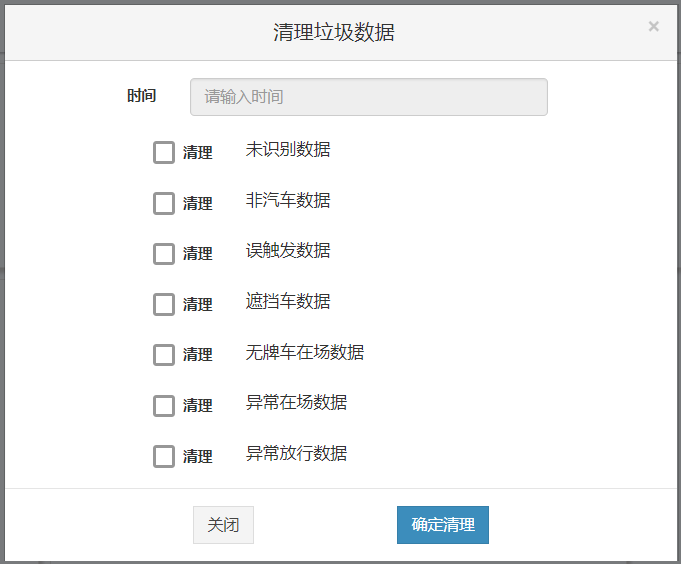 清理垃圾数据 ×
时间 请输入时间
清理 未识别数据
清理 非汽车数据
清理 误触发数据
清理 遮挡车数据
清理 无牌车在场数据
清理 异常在场数据
清理 异常放行数据
关闭 确定清理